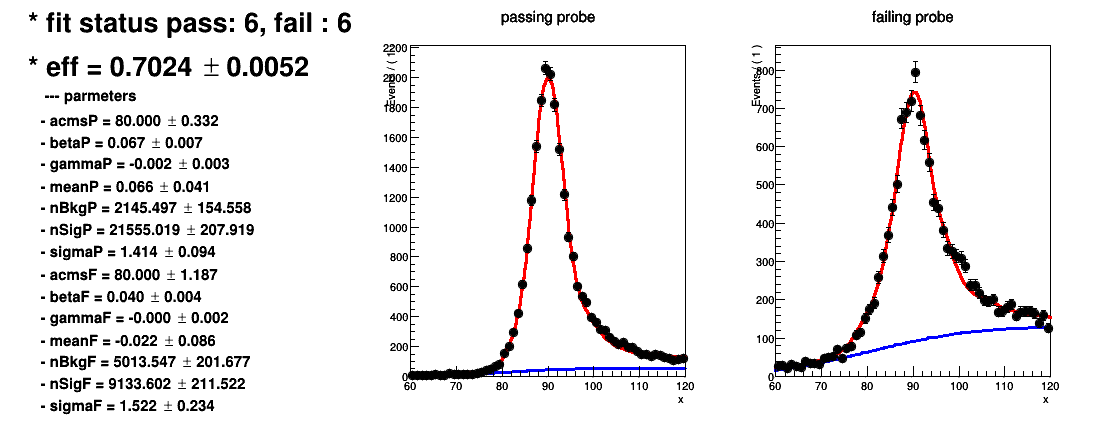 * fit status pass: 6, fail : 6
* eff = 0.7024 ± 0.0052
--- parmeters
- acmsP = 80.000 ± 0.332
- betaP = 0.067 ± 0.007
- gammaP = -0.002 ± 0.003
- meanP = 0.066 ± 0.041
- nBkgP = 2145.497 ± 154.558
- nSigP = 21555.019 ± 207.919
- sigmaP = 1.414 ± 0.094
- acmsF = 80.000 ± 1.187
- betaF = 0.040 ± 0.004
- gammaF = -0.000 ± 0.002
- meanF = -0.022 ± 0.086
- nBkgF = 5013.547 ± 201.677
- nSigF = 9133.602 ± 211.522
- sigmaF = 1.522 ± 0.234
passing probe
Events / ( 1 )
2200
2000
1800
1600
1400
1200
1000
800
600
400
200
0
60 70 80 90 100 110 120
x
failing probe
Events / ( 1 )
800
700
600
500
400
300
200
100
0
60 70 80 90 100 110 120
x